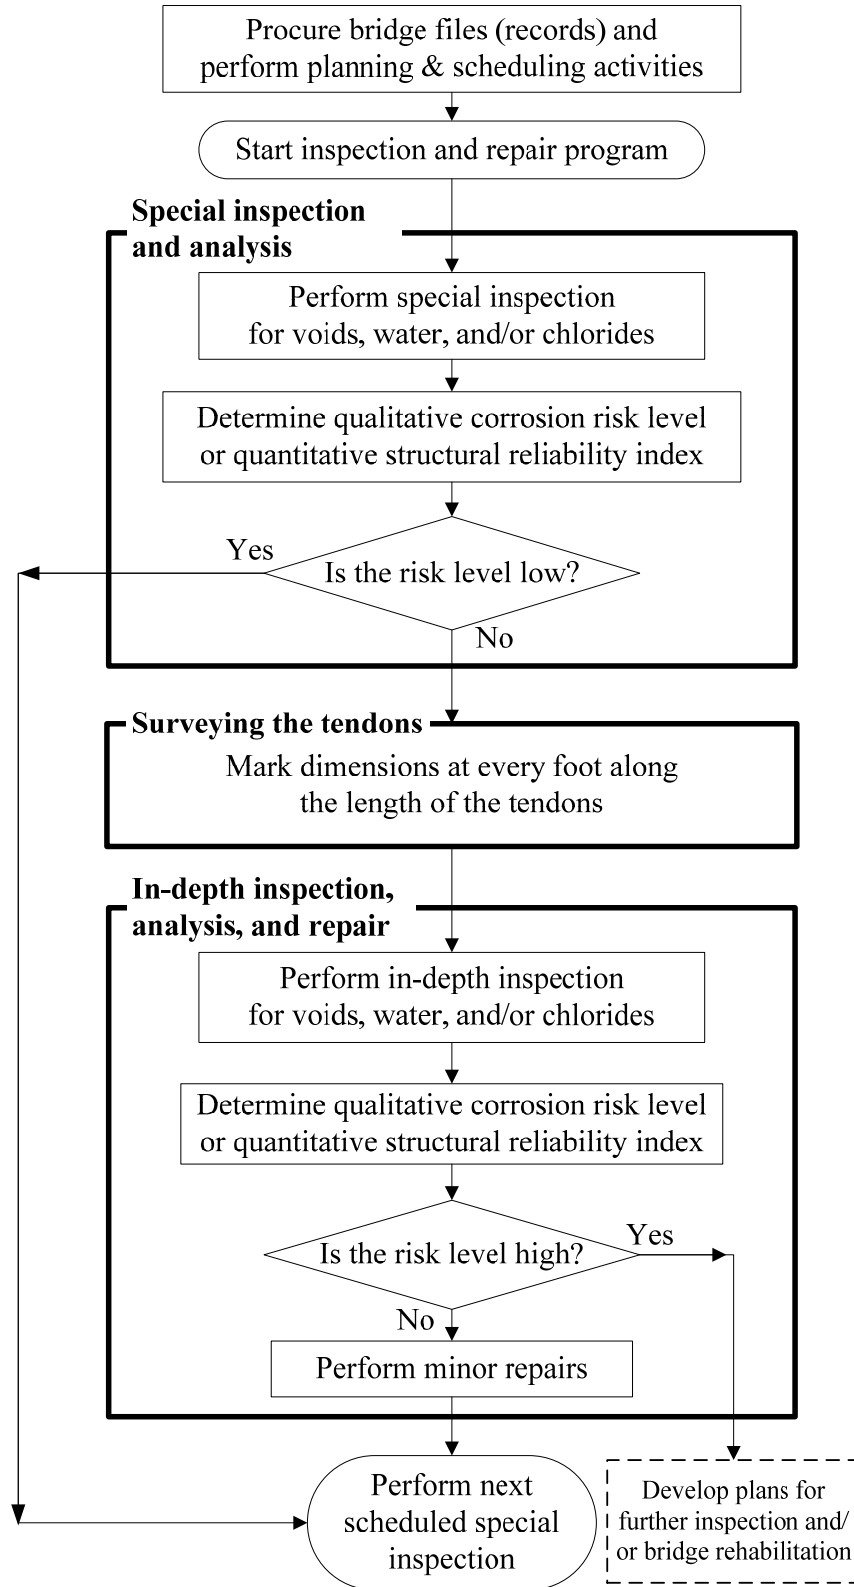 Procure bridge files (records) and
perform planning & scheduling activities
Start inspection and repair program
Special inspection
and analysis
Perform special inspection
for voids, water, and/or chlorides
Determine qualitative corrosion risk level
or quantitative structural reliability index
Yes
Is the risk level low?
No
Surveying the tendons
Mark dimensions at every foot along
the length of the tendons
In-depth inspection,
analysis, and repair
Perform in-depth inspection
for voids, water, and/or chlorides
Determine qualitative corrosion risk level
or quantitative structural reliability index
Is the risk level high?
Yes
No
Perform minor repairs
Perform next
scheduled special
inspection
Develop plans for
further inspection and/
or bridge rehabilitation